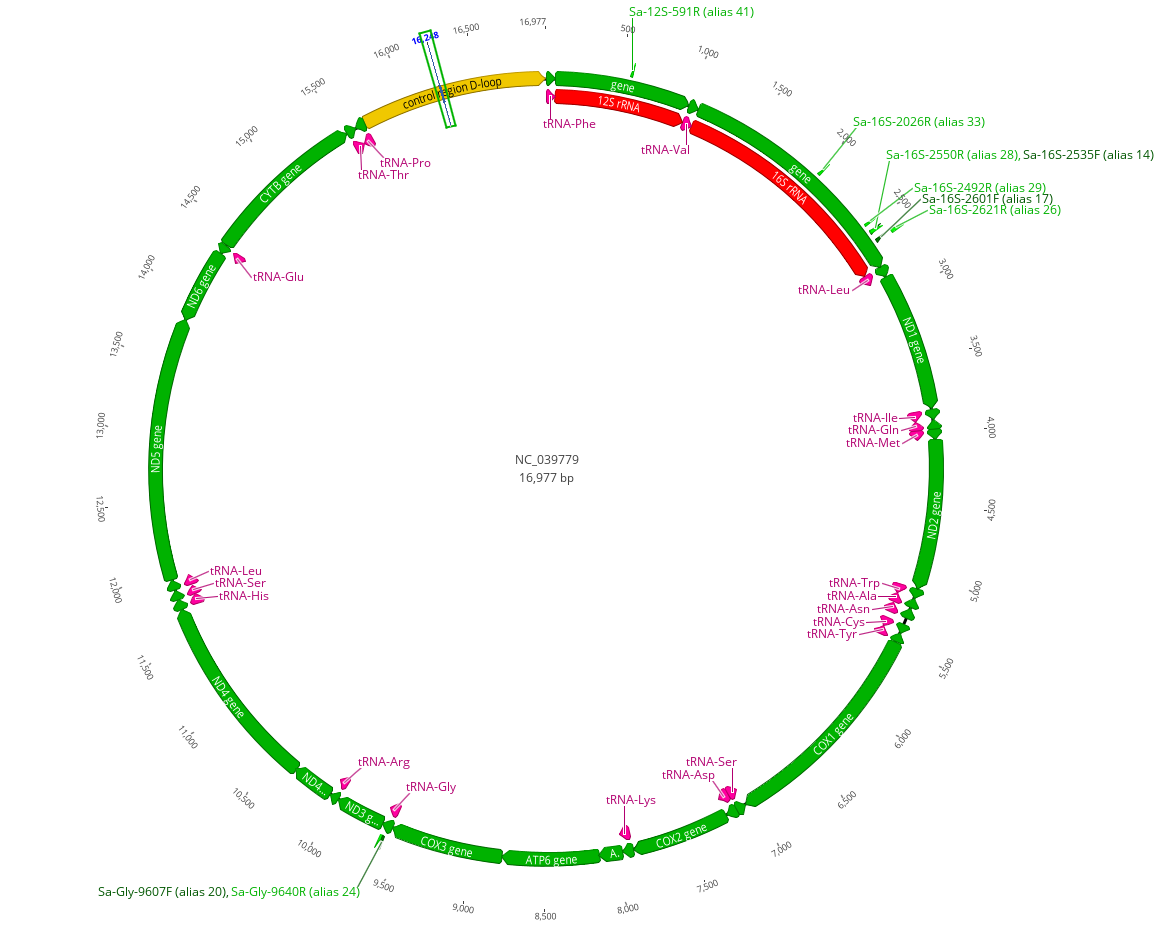 Sa-12S-591R (alias 41)
16,977
500
1,000
1,500
2,000
2,500
3,000
3,500
4,000
4,500
5,000
5,500
6,000
6,500
7,000
7,500
8,000
8,500
9,000
9,500
10,000
10,500
11,000
11,500
12,000
12,500
13,000
13,500
14,000
14,500
15,000
15,500
16,000
16,248
16,500
control region D-loop
gene
12S rRNA
tRNA-Phe
tRNA-Val
gene
16S rRNA
Sa-16S-2026R (alias 33)
Sa-16S-2550R (alias 28), Sa-16S-2535F (alias 14)
Sa-16S-2492R (alias 29)
Sa-16S-2601F (alias 17)
Sa-16S-2621R (alias 26)
tRNA-Leu
ND1 gene
tRNA-Ile
tRNA-Gln
tRNA-Met
ND2 gene
tRNA-Trp
tRNA-Ala
tRNA-Asn
tRNA-Cys
tRNA-Tyr
COX1 gene
tRNA-Ser
tRNA-Asp
COX2 gene
tRNA-Lys
A.
ATP6 gene
COX3 gene
tRNA-Gly
Sa-Gly-9607F (alias 20), Sa-Gly-9640R (alias 24)
ND3 g...
tRNA-Arg
ND4...
ND4 gene
tRNA-His
tRNA-Ser
tRNA-Leu
ND5 gene
ND6 gene
tRNA-Glu
CYTB gene
tRNA-Thr
tRNA-Pro
NC_039779
16,977 bp